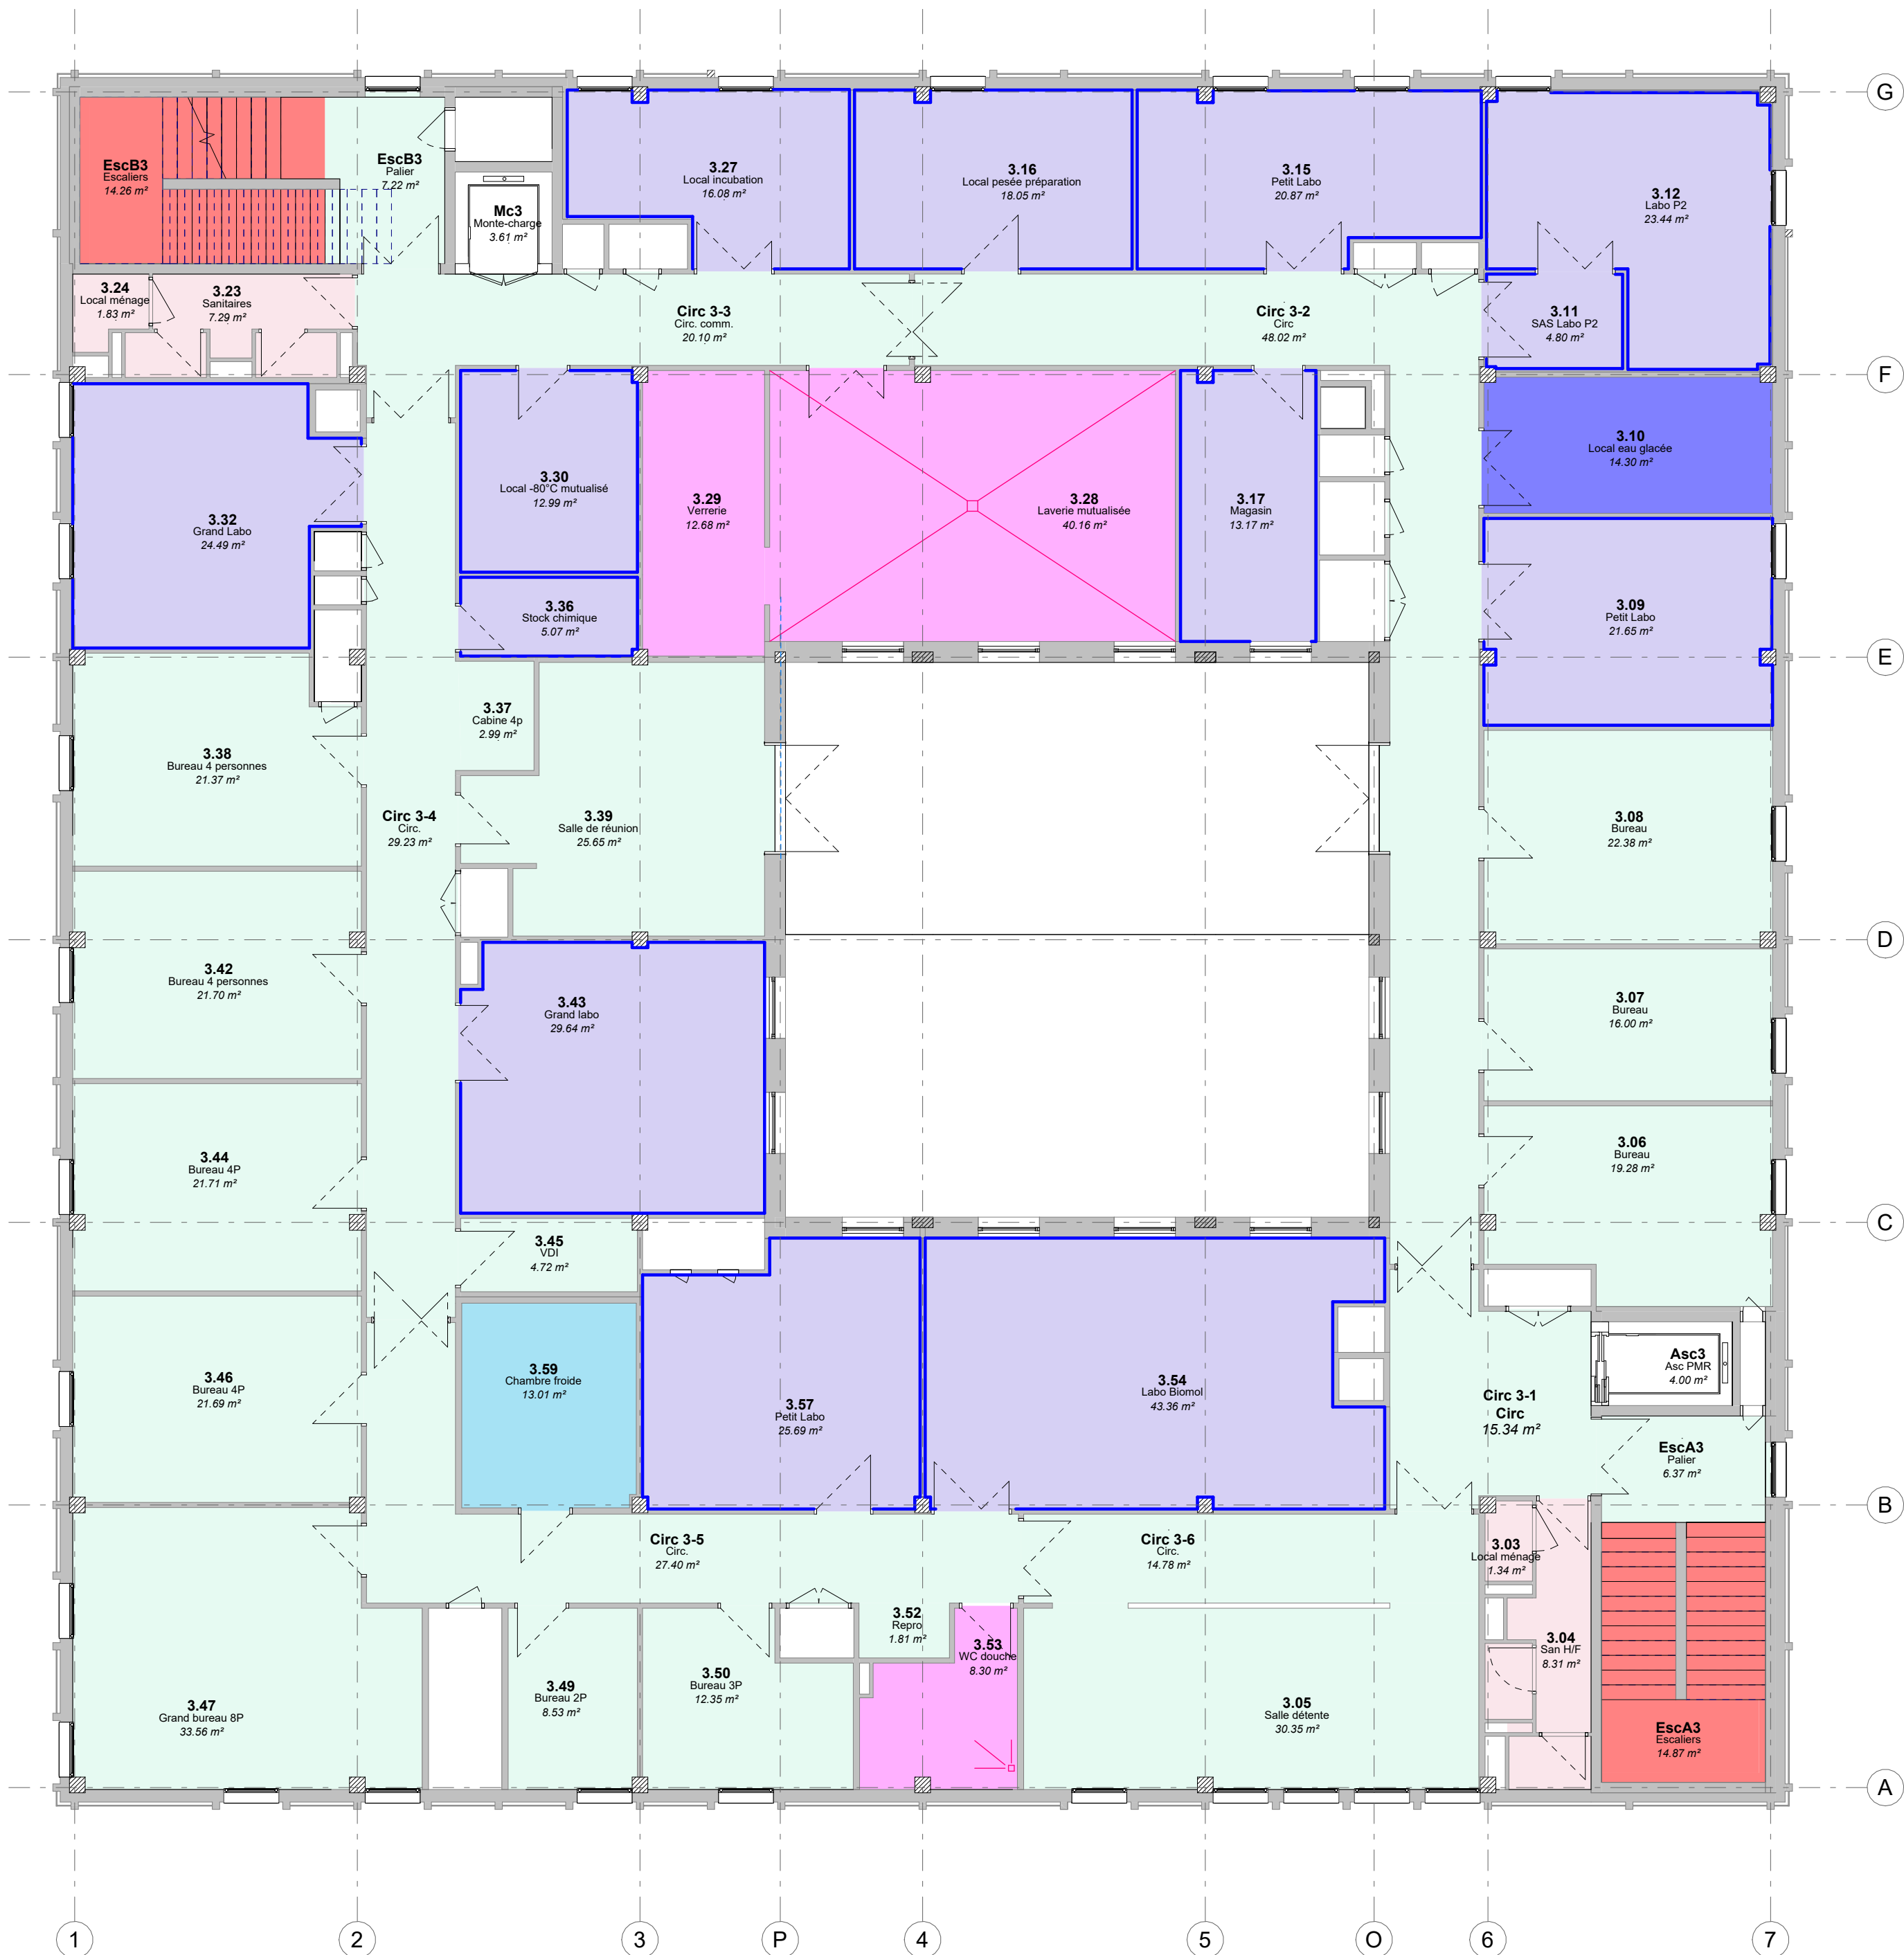 G
EscB3
Escaliers
14.26 m²
EscB3
Palier
7.22 m²
Mc3
Monte-charge
3.61 m²
3.27
Local incubation
16.08 m²
3.16
Local pesée préparation
18.05 m²
3.15
Petit Labo
20.87 m²
3.12
Labo P2
23.44 m²
3.24
Local ménage
1.83 m²
3.23
Sanitaires
7.29 m²
Circ 3-3
Circ. comm.
20.10 m²
Circ 3-2
Circ
48.02 m²
3.11
SAS Labo P2
4.80 m²
F
3.32
Grand Labo
24.49 m²
3.30
Local -80°C mutualisé
12.99 m²
3.29
Verrerie
12.68 m²
3.28
Laverie mutualisée
40.16 m²
3.17
Magasin
13.17 m²
3.10
Local eau glacée
14.30 m²
3.36
Stock chimique
5.07 m²
3.09
Petit Labo
21.65 m²
E
3.38
Bureau 4 personnes
21.37 m²
3.37
Cabine 4p
2.99 m²
Circ 3-4
Circ.
29.23 m²
3.39
Salle de réunion
25.65 m²
3.08
Bureau
22.38 m²
D
3.42
Bureau 4 personnes
21.70 m²
3.43
Grand labo
29.64 m²
3.07
Bureau
16.00 m²
3.44
Bureau 4P
21.71 m²
3.06
Bureau
19.28 m²
C
3.45
VDI
4.72 m²
3.46
Bureau 4P
21.69 m²
3.59
Chambre froide
13.01 m²
3.57
Petit Labo
25.69 m²
3.54
Labo Biomol
43.36 m²
Circ 3-1
Circ
15.34 m²
Asc3
Asc PMR
4.00 m²
EscA3
Palier
6.37 m²
B
Circ 3-5
Circ.
27.40 m²
Circ 3-6
Circ.
14.78 m²
3.03
Local ménage
1.34 m²
3.52
Repro
1.81 m²
3.53
WC douche
8.30 m²
3.04
San H/F
8.31 m²
3.47
Grand bureau 8P
33.56 m²
3.49
Bureau 2P
8.53 m²
3.50
Bureau 3P
12.35 m²
3.05
Salle détente
30.35 m²
EscA3
Escaliers
14.87 m²
A
1
2
3
P
4
5
O
6
7